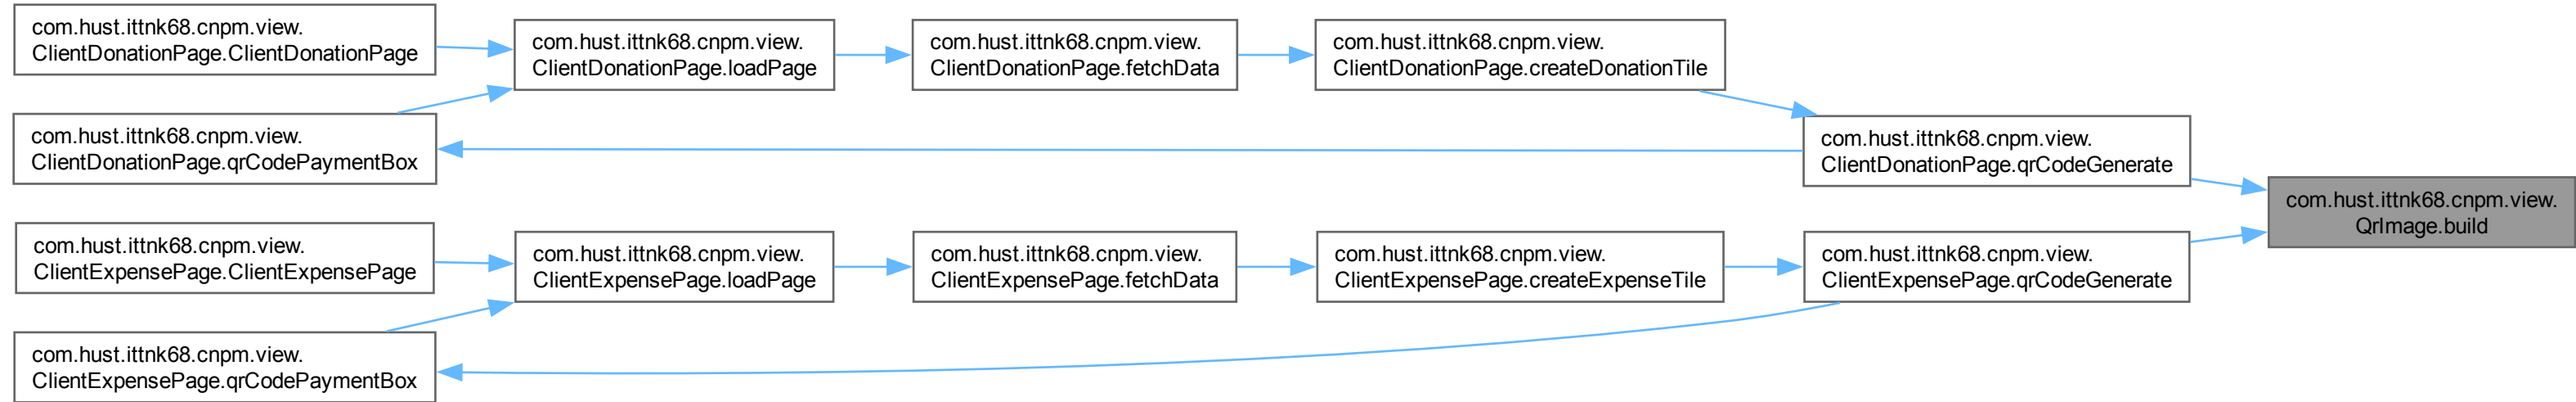 com.hust.ittnk68.cnpm.view.
ClientDonationPage.ClientDonationPage
com.hust.ittnk68.cnpm.view.
ClientDonationPage.loadPage
com.hust.ittnk68.cnpm.view.
ClientDonationPage.fetchData
com.hust.ittnk68.cnpm.view.
ClientDonationPage.createDonationTile
com.hust.ittnk68.cnpm.view.
ClientDonationPage.qrCodePaymentBox
com.hust.ittnk68.cnpm.view.
ClientDonationPage.qrCodeGenerate
com.hust.ittnk68.cnpm.view.
QrImage.build
com.hust.ittnk68.cnpm.view.
ClientExpensePage.ClientExpensePage
com.hust.ittnk68.cnpm.view.
ClientExpensePage.loadPage
com.hust.ittnk68.cnpm.view.
ClientExpensePage.fetchData
com.hust.ittnk68.cnpm.view.
ClientExpensePage.createExpenseTile
com.hust.ittnk68.cnpm.view.
ClientExpensePage.qrCodeGenerate
com.hust.ittnk68.cnpm.view.
ClientExpensePage.qrCodePaymentBox